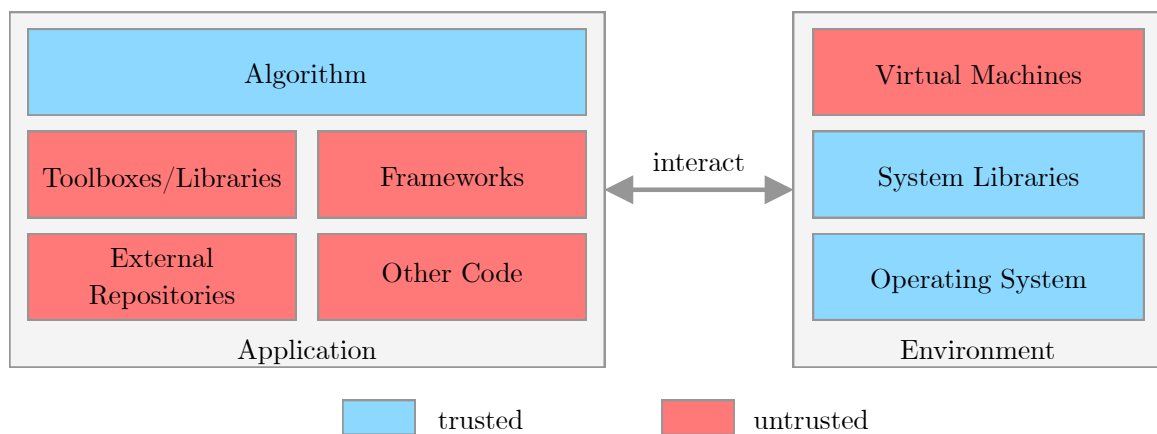 Algorithm
Toolboxes/Libraries
Frameworks
External
Repositories
Other Code
Application
interact
Virtual Machines
System Libraries
Operating System
Environment
trusted
untrusted